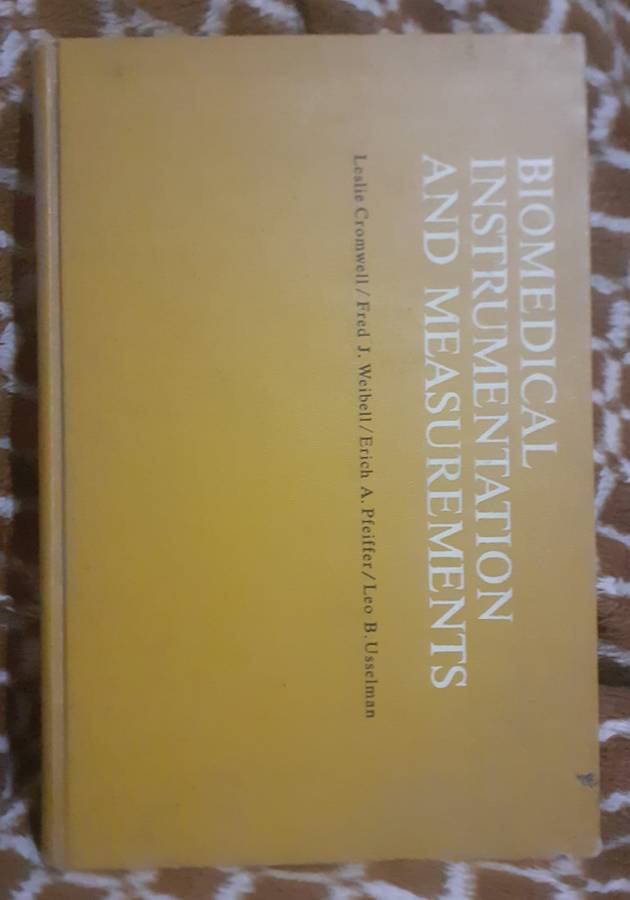 BIOMEDICAL
INSTRUMENTATION
AND MEASUREMENTS
Leslie Cromwell / Fred J. Weibell / Erich A. Pfeiffer / Leo B. Usselman